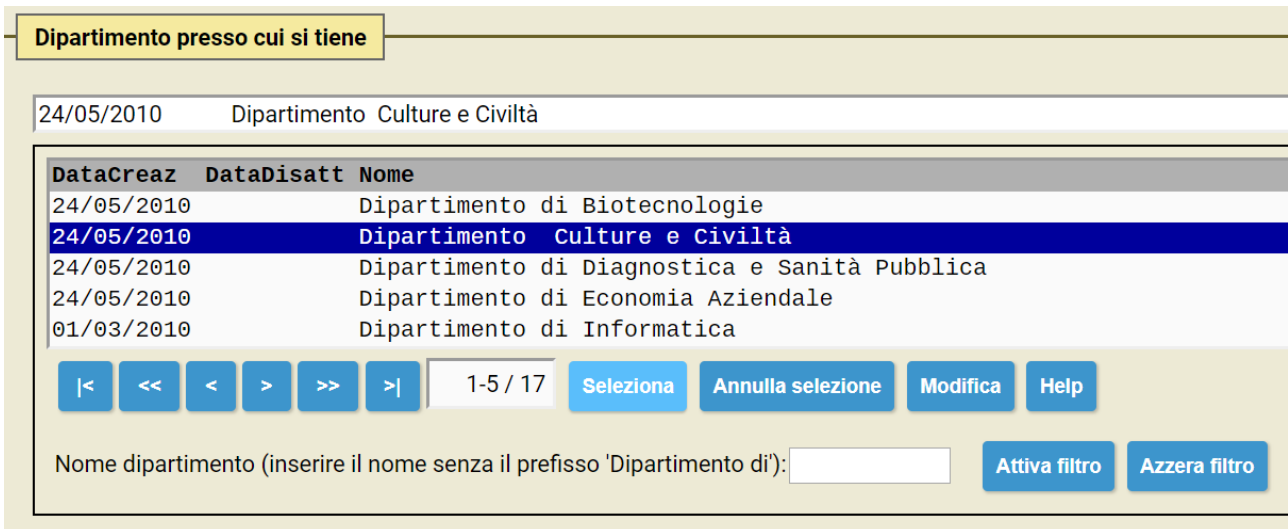 Dipartimento presso cui si tiene
24/05/2010 Dipartimento Culture e Civiltà
DataCreaz DataDisatt Nome
24/05/2010 Dipartimento di Biotecnologie
24/05/2010 Dipartimento Culture e Civiltà
24/05/2010 Dipartimento di Diagnostica e Sanità Pubblica
24/05/2010 Dipartimento di Economia Aziendale
01/03/2010 Dipartimento di Informatica
|< << < > >> >| 1-5 / 17 Seleziona Annulla selezione Modifica Help
Nome dipartimento (inserire il nome senza il prefisso 'Dipartimento di'): Attiva filtro Azzera filtro